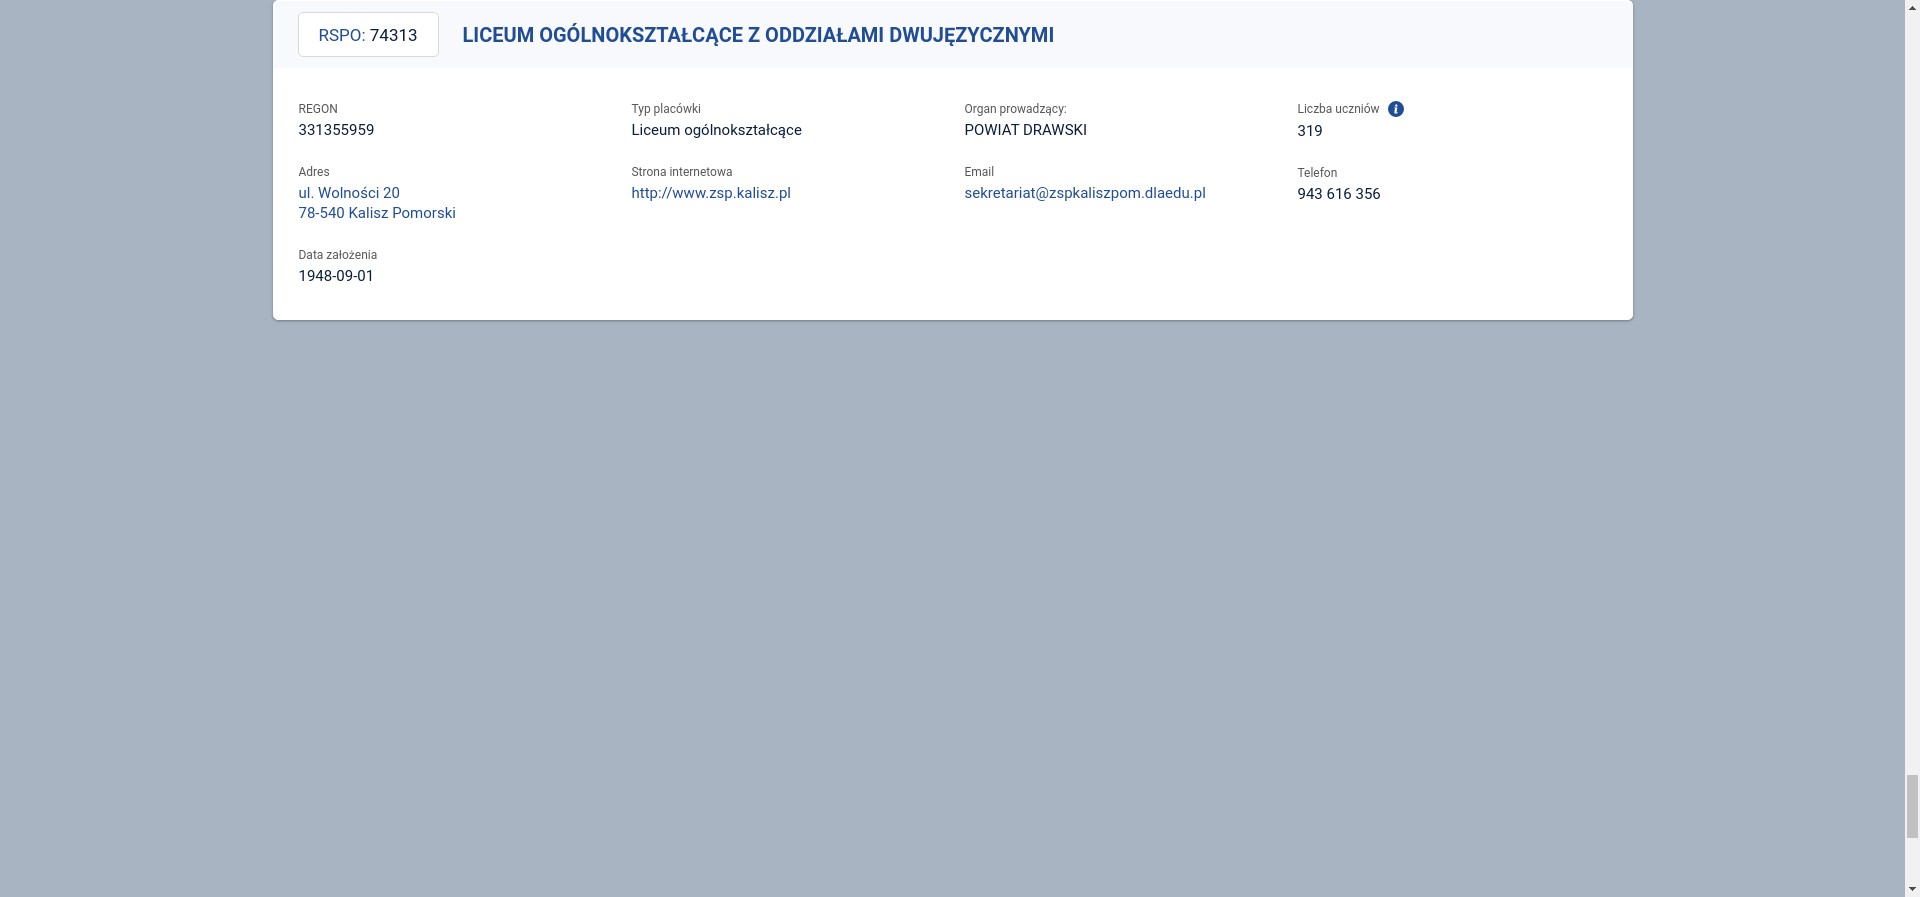 RSPO: 74313
LICEUM OGÓLNOKSZTAŁCĄCE Z ODDZIAŁAMI DWUJĘZYCZNYMI
REGON
331355959
Typ placówki
Liceum ogólnokształcące
Organ prowadzący:
POWIAT DRAWSKI
Liczba uczniów i
319
Adres
ul. Wolności 20
78-540 Kalisz Pomorski
Strona internetowa
http://www.zsp.kalisz.pl
Email
sekretariat@zspkaliszpom.dlaedu.pl
Telefon
943 616 356
Data założenia
1948-09-01